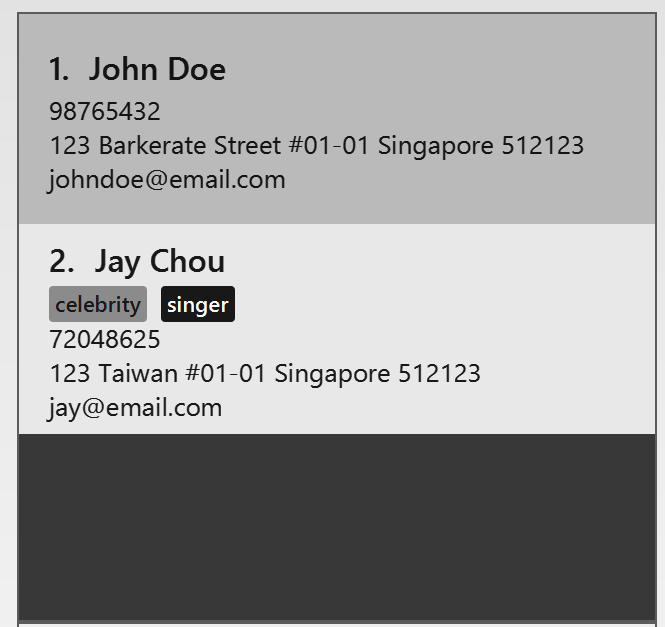 1. John Doe
98765432
123 Barkerate Street #01-01 Singapore 512123
johndoe@email.com
2. Jay Chou
celebrity singer
72048625
123 Taiwan #01-01 Singapore 512123
jay@email.com